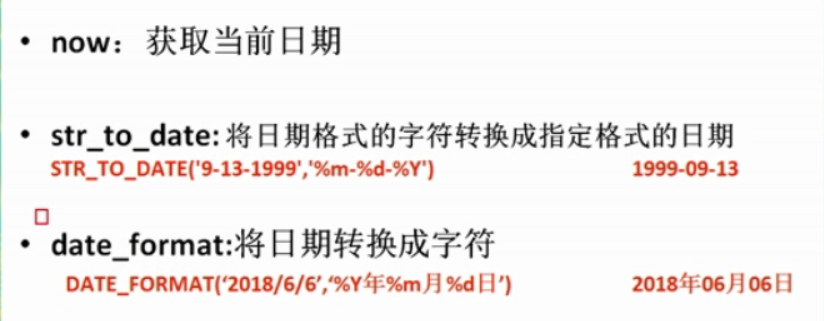 • now：获取当前日期
• str_to_date: 将日期格式的字符转换成指定格式的日期
STR_TO_DATE('9-13-1999','%m-%d-%Y') 1999-09-13
• date_format:将日期转换成字符
DATE_FORMAT(‘2018/6/6’,‘%Y年%m月%d日’) 2018年06月06日